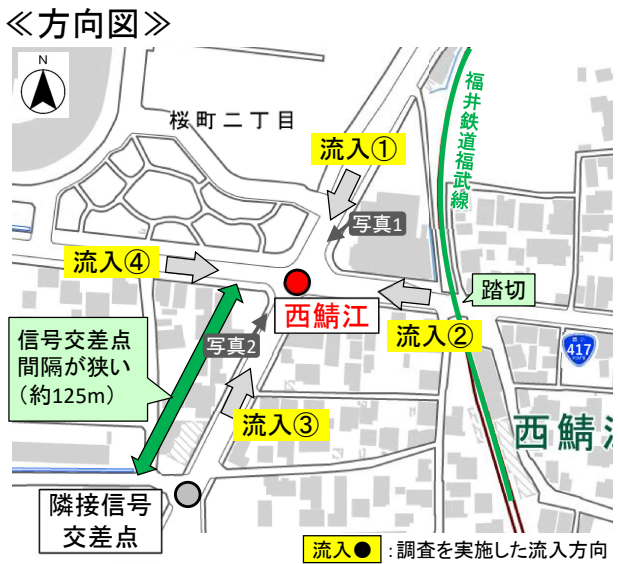 ≪方向図≫
N
桜町二丁目
流入①
福井鉄道福武線
写真1
流入④
踏切
西鯖江
流入②
信号交差点
間隔が狭い
（約125m）
写真2
417
流入③
西鯖
隣接信号
交差点
流入● ：調査を実施した流入方向